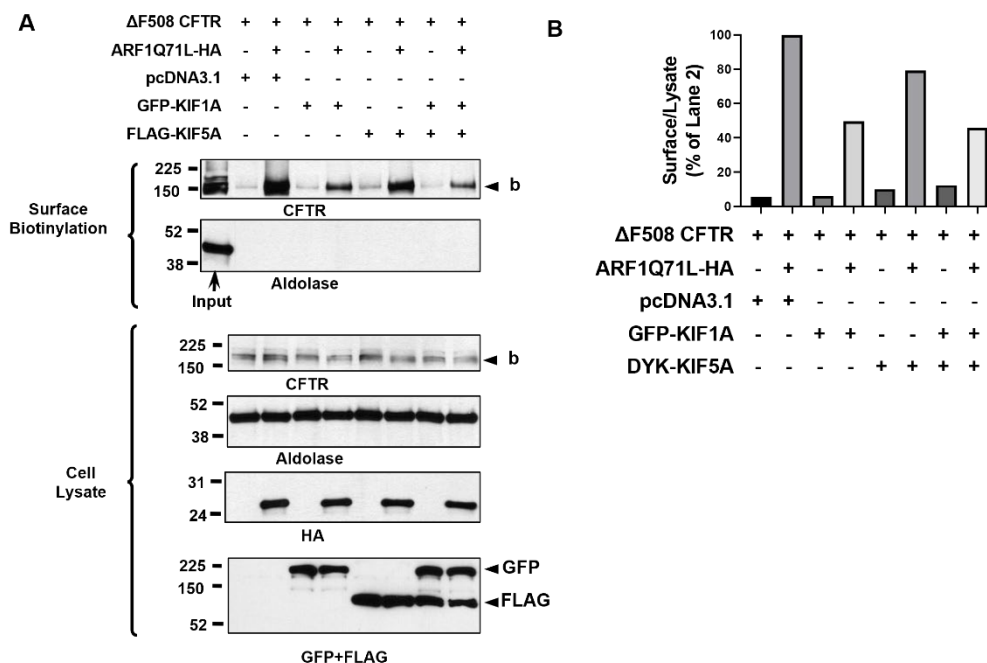 A
ΔF508 CFTR + + + + + + + +
ARF1Q71L-HA - + - + - + - +
pcDNA3.1 + + - - - - - -
GFP-KIF1A - - + + - - + +
FLAG-KIF5A - - - - + + + +
Surface
Biotinylation
225
150
b
CFTR
52
38
Aldolase
Input
Cell
Lysate
225
150
b
CFTR
52
38
Aldolase
31
24
HA
225
150
52
GFP
FLAG
GFP+FLAG
B
Surface/Lysate
(% of Lane 2)
100
80
60
40
20
0
ΔF508 CFTR + + + + + + + +
ARF1Q71L-HA - + - + - + - +
pcDNA3.1 + + - - - - - -
GFP-KIF1A - - + + - - + +
DYK-KIF5A - - - - + + + +